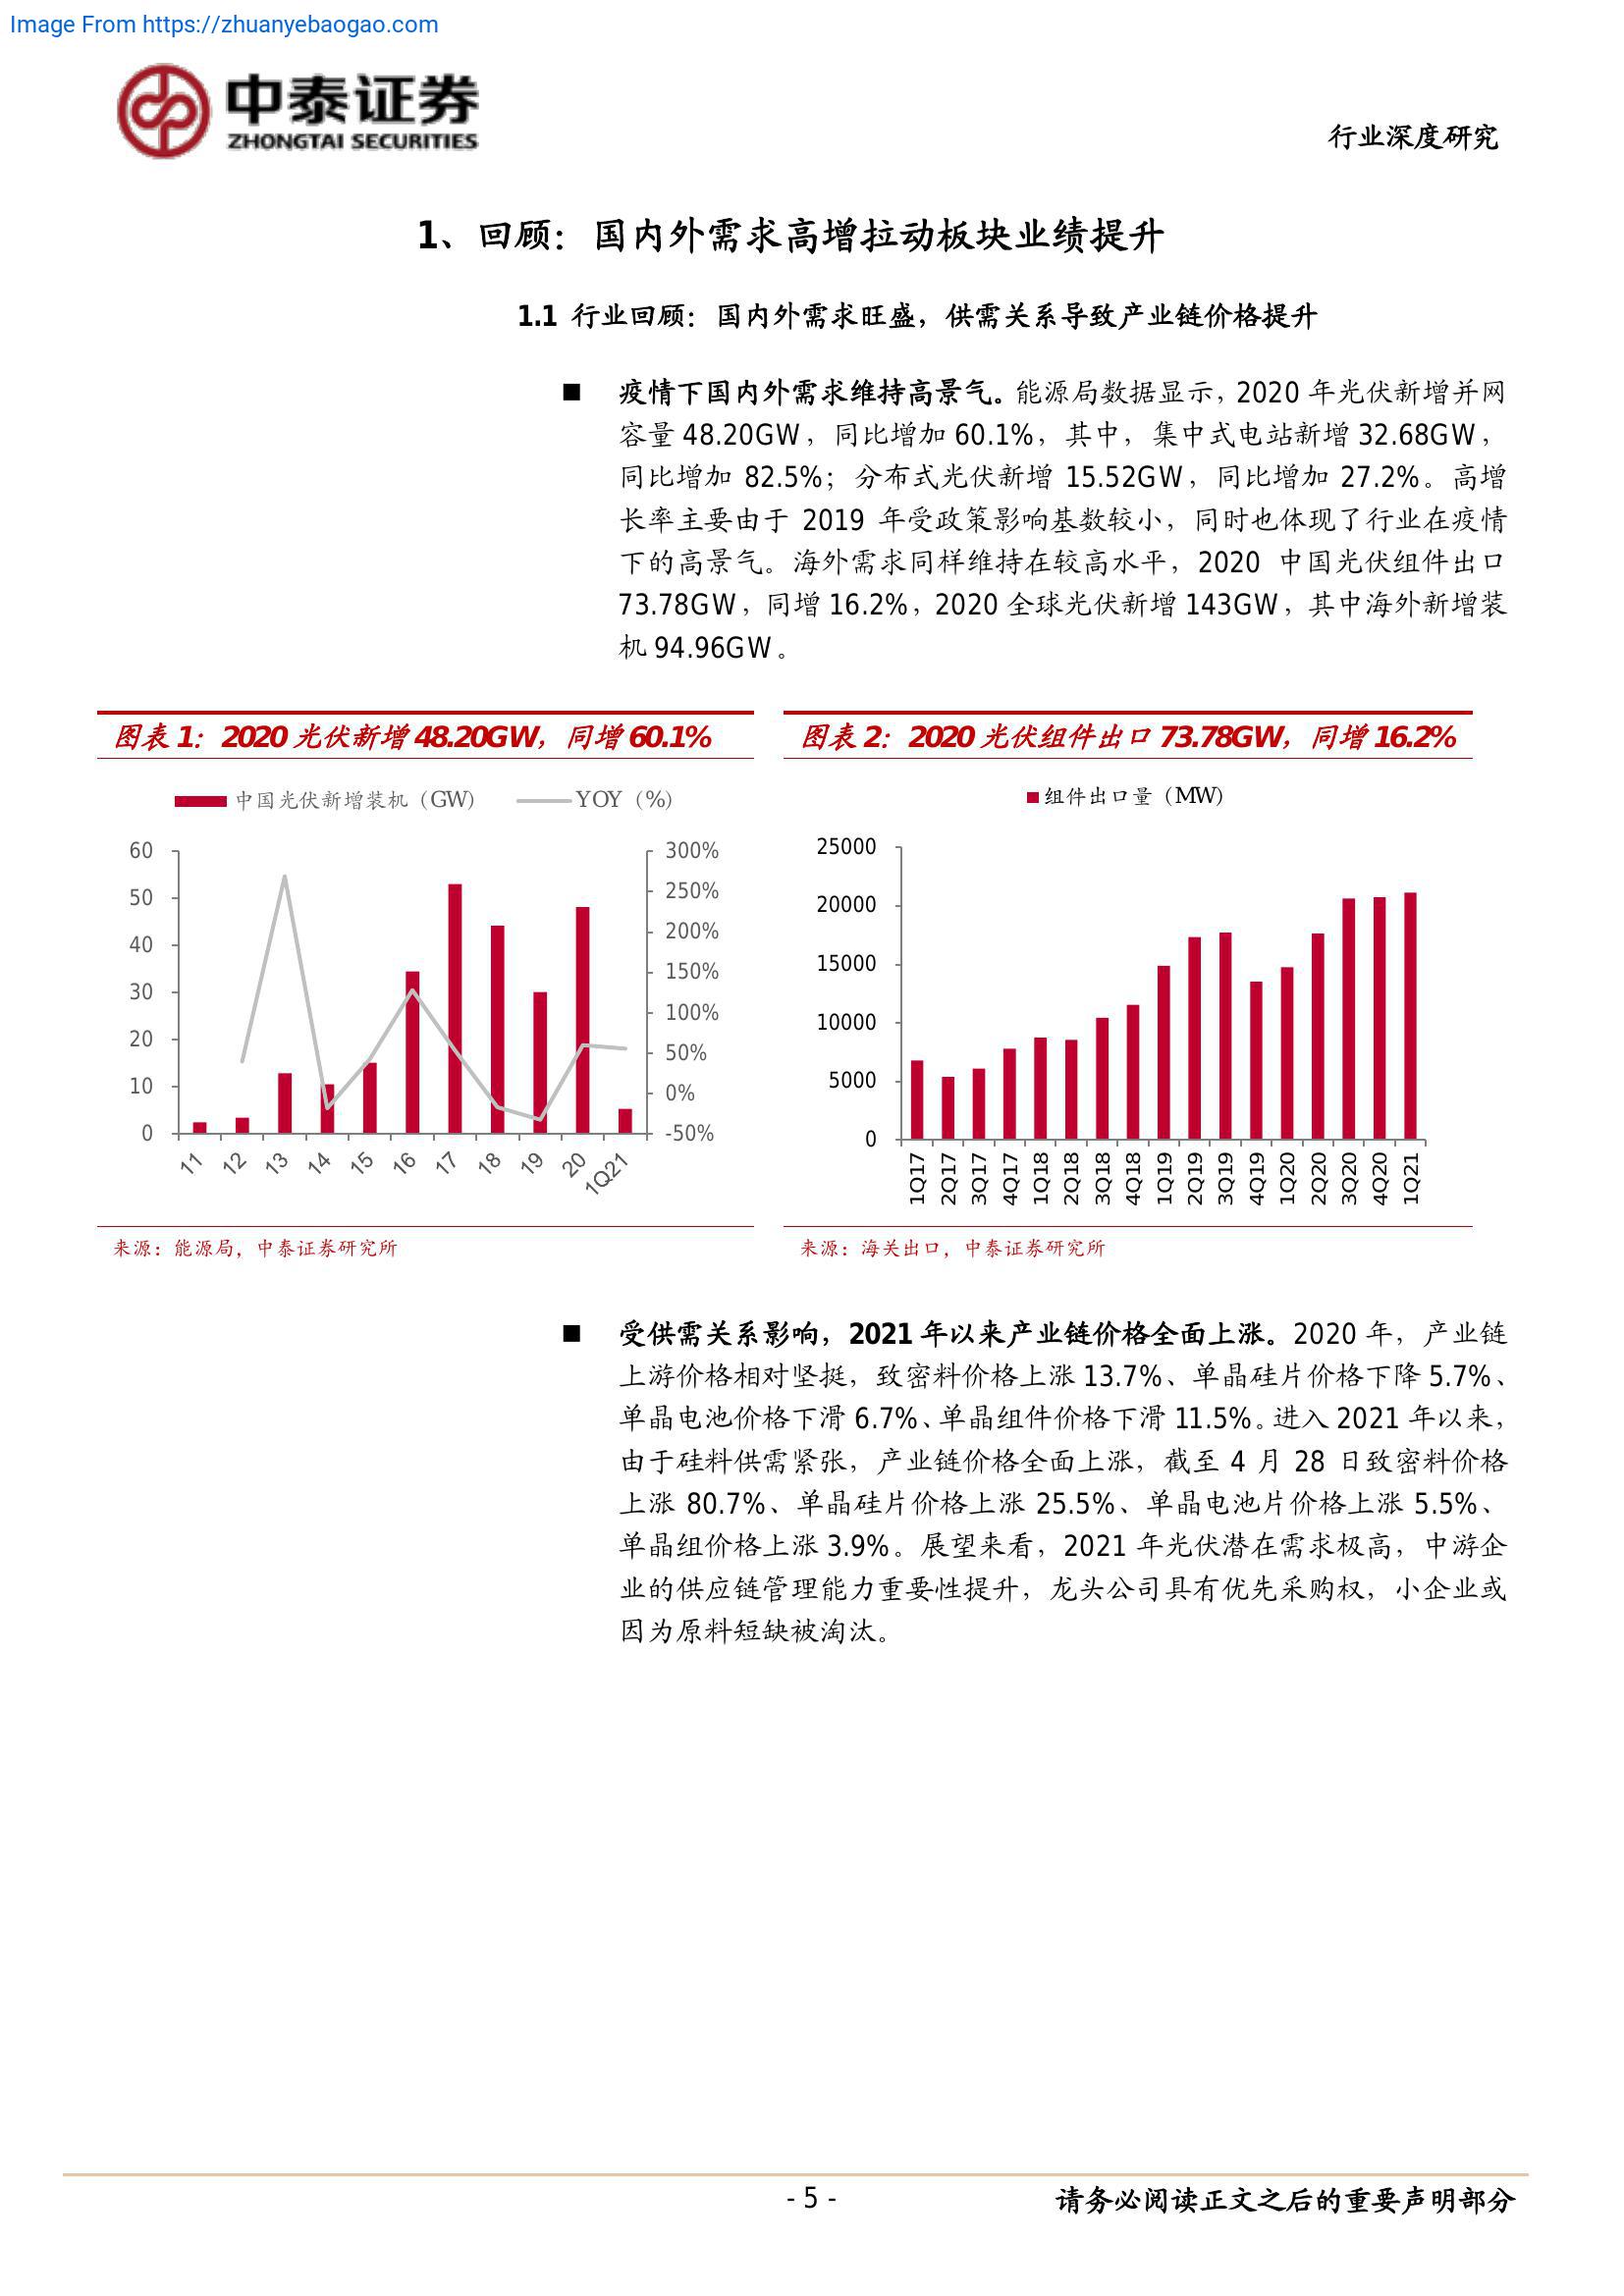 Image From https://zhuanyebaogao.com
中泰证券
ZHONGTAI SECURITIES
行业深度研究
1、回顾：国内外需求高增拉动板块业绩提升
1.1 行业回顾：国内外需求旺盛，供需关系导致产业链价格提升
■ 疫情下国内外需求维持高景气。能源局数据显示，2020 年光伏新增并网
容量 48.20GW，同比增加 60.1%，其中，集中式电站新增 32.68GW，
同比增加 82.5%；分布式光伏新增 15.52GW，同比增加 27.2%。高增
长率主要由于 2019 年受政策影响基数较小，同时也体现了行业在疫情
下的高景气。海外需求同样维持在较高水平，2020 中国光伏组件出口
73.78GW，同增 16.2%，2020 全球光伏新增 143GW，其中海外新增装
机 94.96GW。
图表 1：2020 光伏新增 48.20GW，同增 60.1%
中国光伏新增装机（GW） YOY（%）
60
50
40
30
20
10
0
300%
250%
200%
150%
100%
50%
0%
-50%
11 12 13 14 15 16 17 18 19 20 1Q21
来源：能源局，中泰证券研究所
图表 2：2020 光伏组件出口 73.78GW，同增 16.2%
组件出口量（MW）
25000
20000
15000
10000
5000
0
1Q17 2Q17 3Q17 4Q17 1Q18 2Q18 3Q18 4Q18 1Q19 2Q19 3Q19 4Q19 1Q20 2Q20 3Q20 4Q20 1Q21
来源：海关出口，中泰证券研究所
■ 受供需关系影响，2021 年以来产业链价格全面上涨。2020 年，产业链
上游价格相对坚挺，致密料价格上涨 13.7%、单晶硅片价格下降 5.7%、
单晶电池价格下滑 6.7%、单晶组件价格下滑 11.5%。进入 2021 年以来，
由于硅料供需紧张，产业链价格全面上涨，截至 4 月 28 日致密料价格
上涨 80.7%、单晶硅片价格上涨 25.5%、单晶电池片价格上涨 5.5%、
单晶组价格上涨 3.9%。展望来看，2021 年光伏潜在需求极高，中游企
业的供应链管理能力重要性提升，龙头公司具有优先采购权，小企业或
因为原料短缺被淘汰。
- 5 -
请务必阅读正文之后的重要声明部分